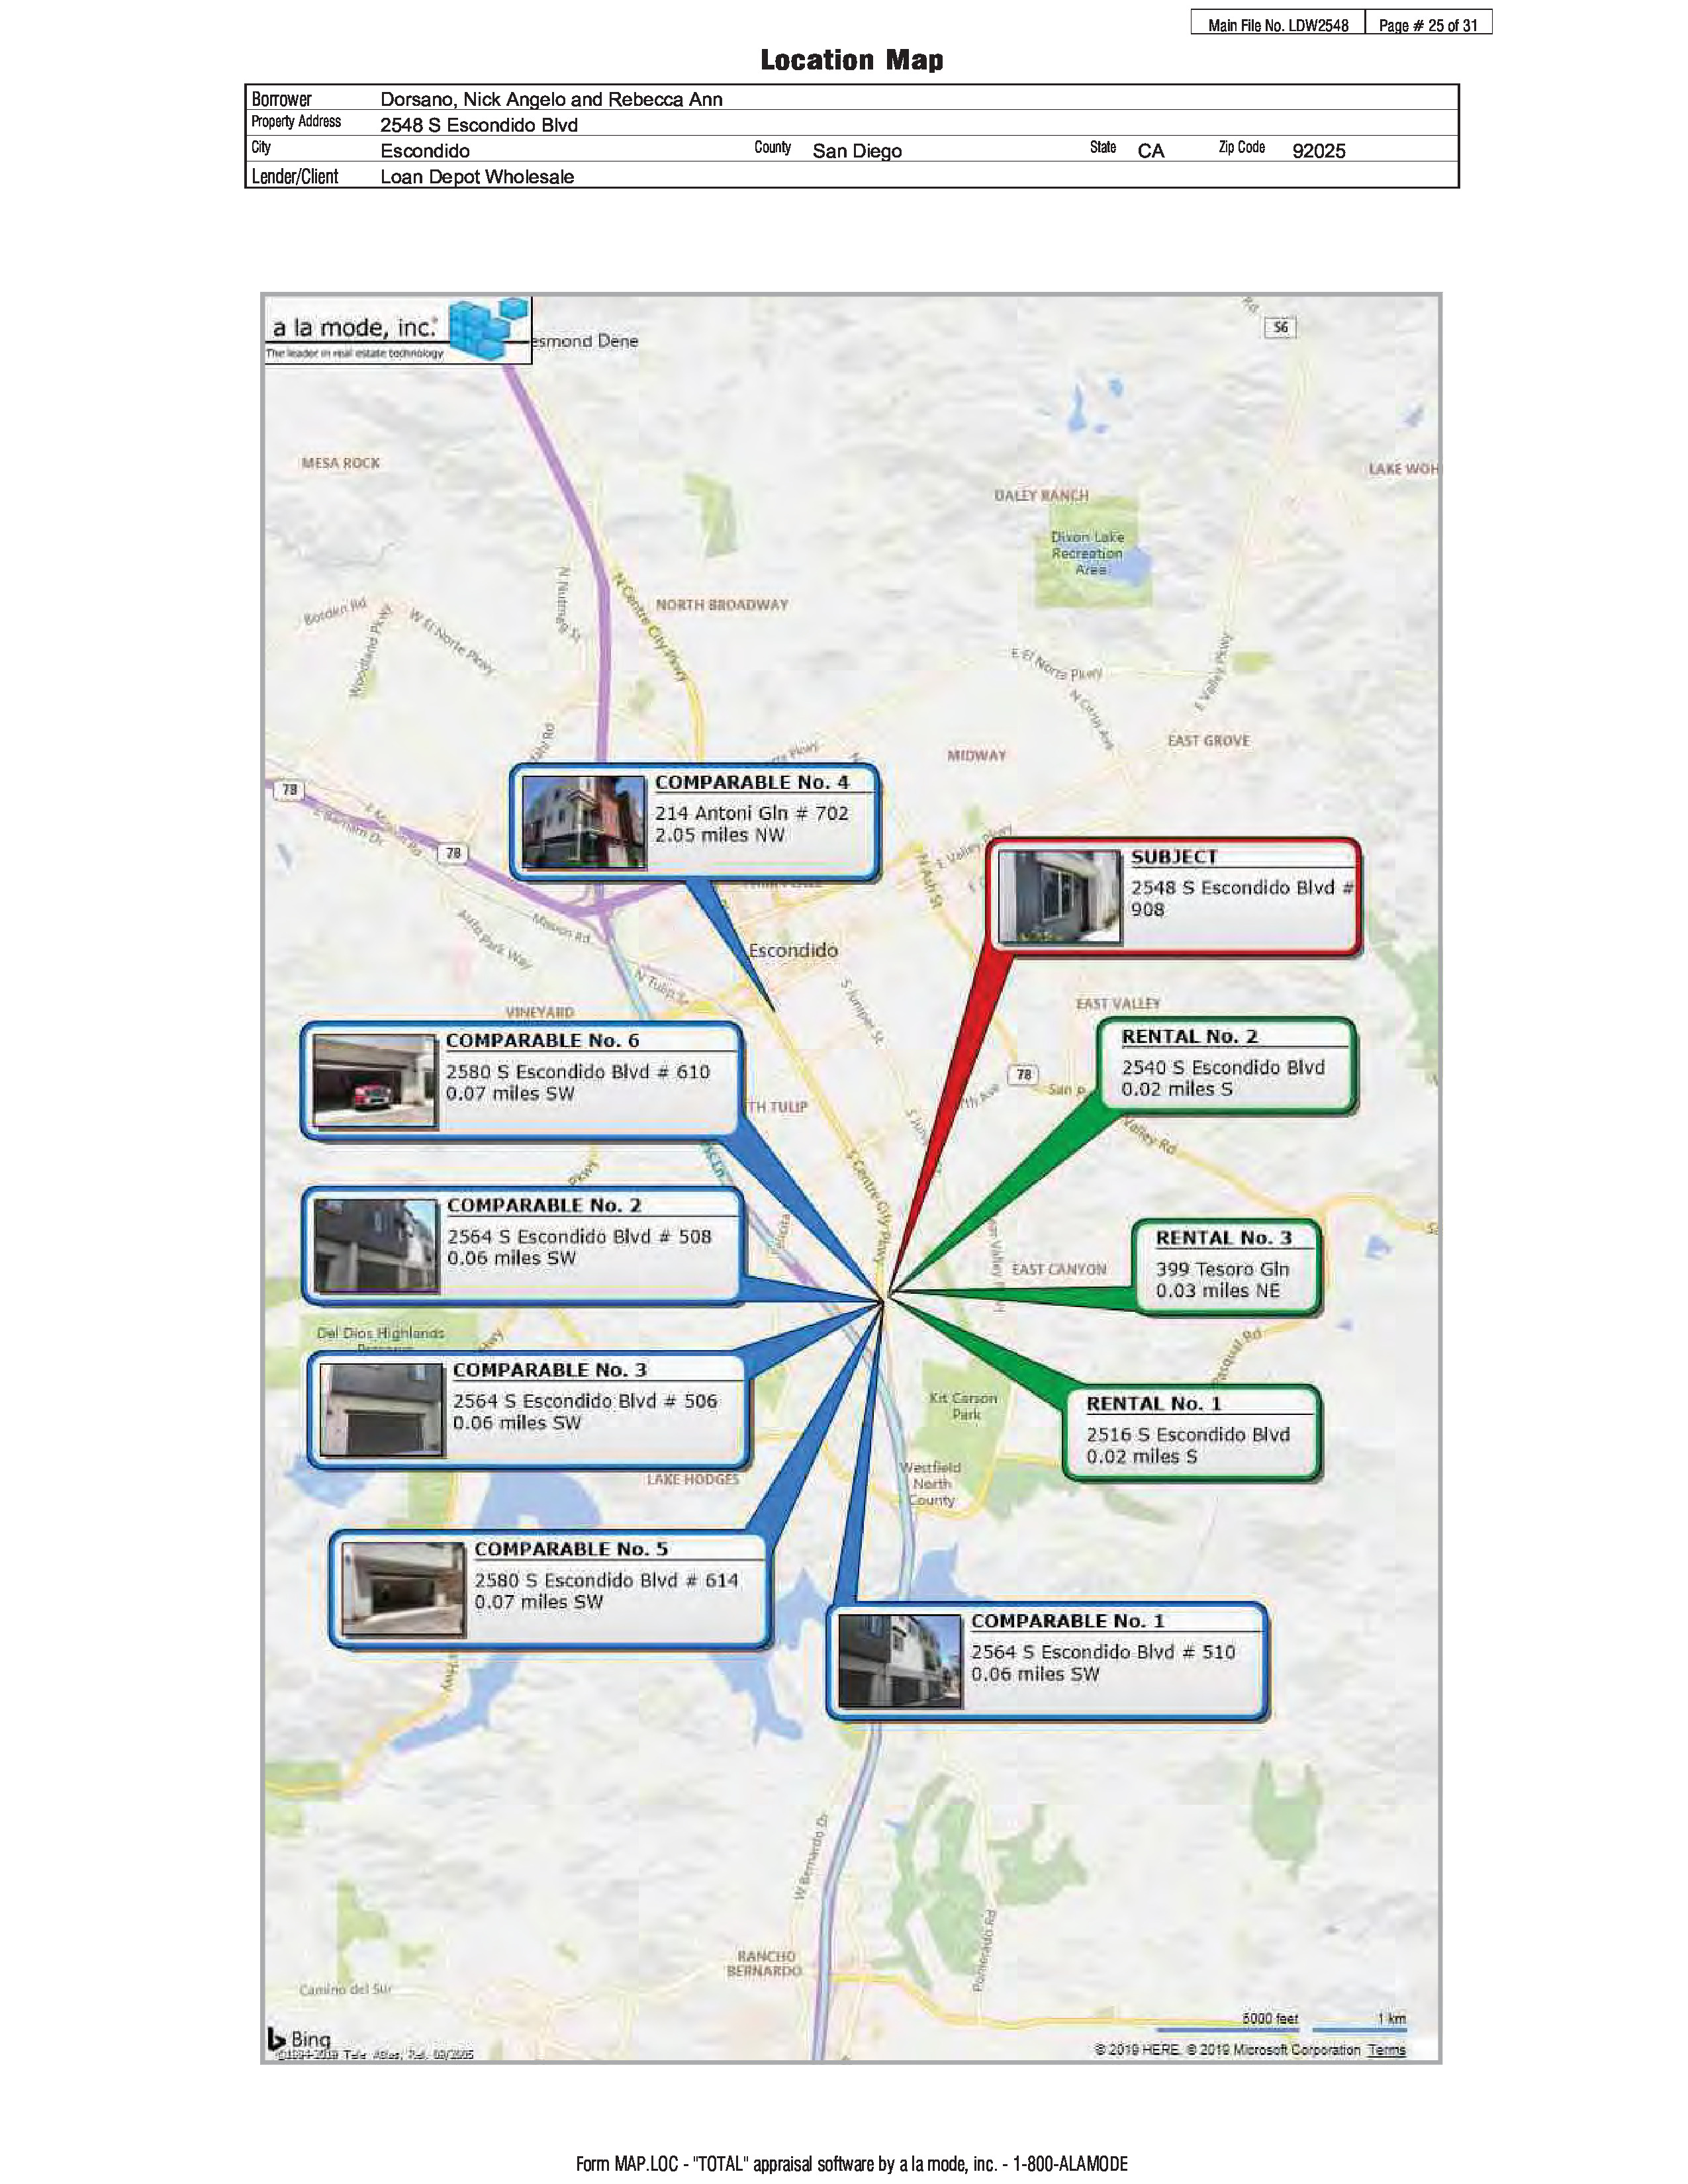 Main File No. LDW2548 Page # 25 of 31
Location Map
Borrower Dorsano, Nick Angelo and Rebecca Ann
Property Address 2548 S Escondido Blvd
City Escondido County San Diego State CA Zip Code 92025
Lender/Client Loan Depot Wholesale
a la mode, inc.
The leader in real estate technology
esmond Dene
Rd
S6
MESA ROCK
LAKE WOH
DALEY RANCH
Dixon Lake
Recreation
Area
N Nutmeg St
N Centre City Pkwy
NORTH BROADWAY
Borden Rd
Woodland Pkwy
W El Norte Pkwy
E El Norte Pkwy
N Citrus Ave
E Valley Pkwy
EAST GROVE
MIDWAY
78
E Mission Rd
E Barham Dr
78
COMPARABLE No. 4
214 Antoni Gln # 702
2.05 miles NW
E Valley Pkwy
N Ash St
SUBJECT
2548 S Escondido Blvd #
908
Auto Park Way
Mission Rd
Escondido
N Tulip St
S Juniper St
VINEYARD
EAST VALLEY
COMPARABLE No. 6
2580 S Escondido Blvd # 610
0.07 miles SW
RENTAL No. 2
2540 S Escondido Blvd
0.02 miles S
78
San P
7th Ave
TH TULIP
S Juni
Valley Rd
Pkwy
S Centre City Pkwy
COMPARABLE No. 2
2564 S Escondido Blvd # 508
0.06 miles SW
Felicita
RENTAL No. 3
399 Tesoro Gln
0.03 miles NE
EAST CANYON
Del Dios Highlands
Hwy
COMPARABLE No. 3
2564 S Escondido Blvd # 506
0.06 miles SW
Kit Carson
Park
RENTAL No. 1
2516 S Escondido Blvd
0.02 miles S
asqual Rd
LAKE HODGES
Westfield
North
County
COMPARABLE No. 5
2580 S Escondido Blvd # 614
0.07 miles SW
COMPARABLE No. 1
2564 S Escondido Blvd # 510
0.06 miles SW
Hwy
W Bernardo Dr
RANCHO
BERNARDO
Pomerado Rd
Camino del Sur
5000 feet 1 km
Bing
© 2019 HERE, © 2019 Microsoft Corporation Terms
Form MAP.LOC - "TOTAL" appraisal software by a la mode, inc. - 1-800-ALAMODE